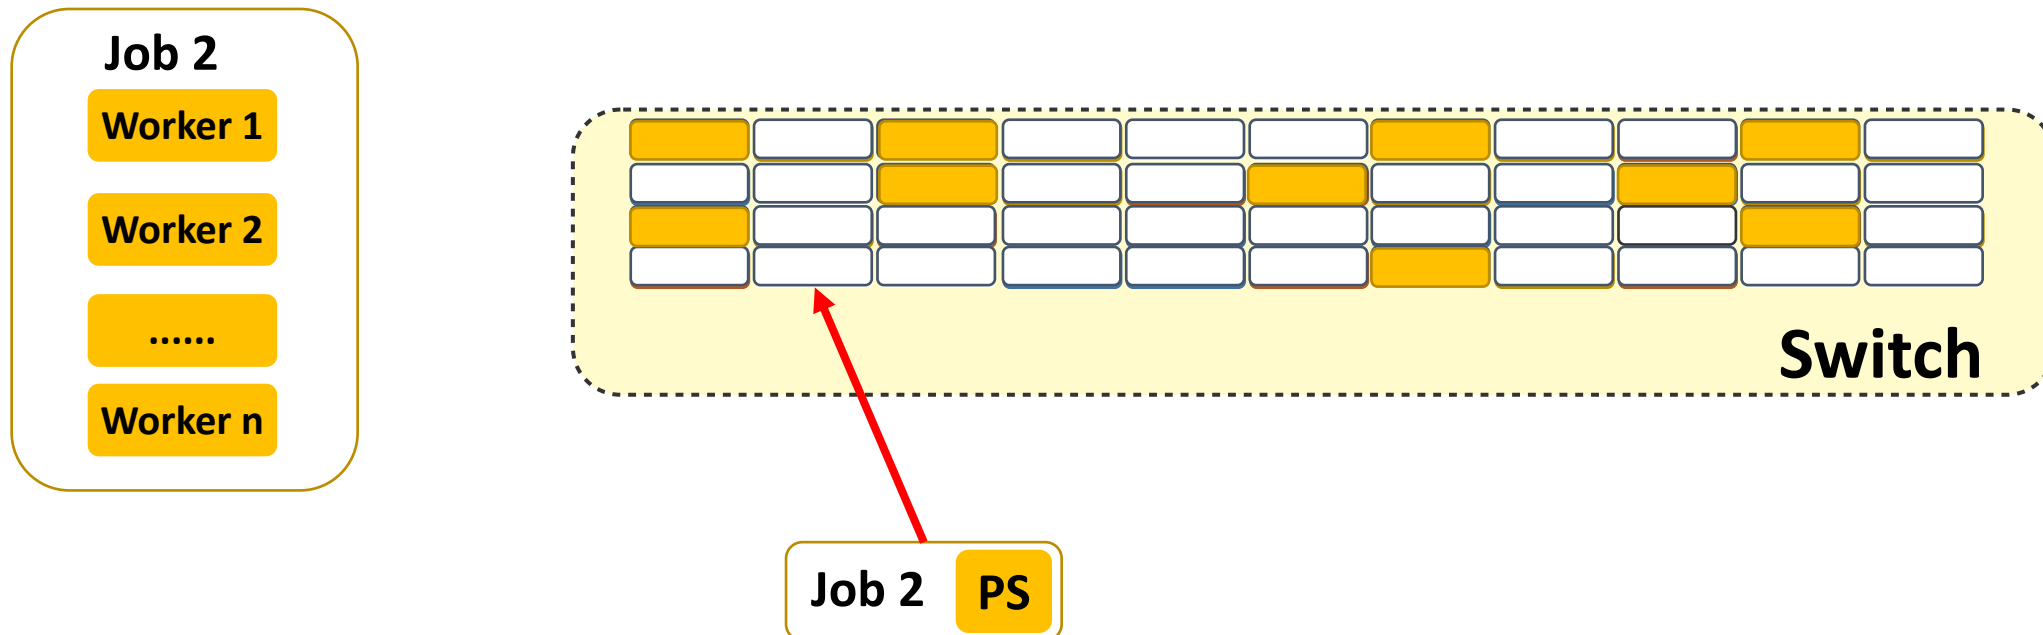 Job 2
Worker 1
Worker 2
......
Worker n
Switch
Job 2
PS